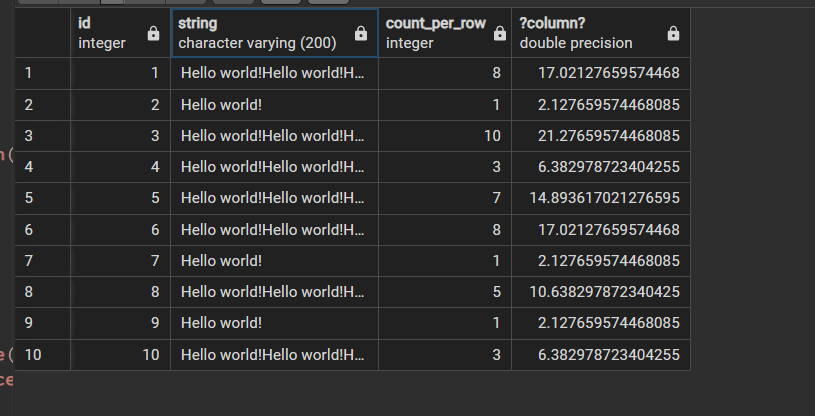 id string count_per_row ?column?
integer character varying (200) integer double precision
1 1 Hello world!Hello world!H... 8 17.02127659574468
2 2 Hello world! 1 2.127659574468085
3 3 Hello world!Hello world!H... 10 21.27659574468085
4 4 Hello world!Hello world!H... 3 6.382978723404255
5 5 Hello world!Hello world!H... 7 14.893617021276595
6 6 Hello world!Hello world!H... 8 17.02127659574468
7 7 Hello world! 1 2.127659574468085
8 8 Hello world!Hello world!H... 5 10.638297872340425
9 9 Hello world! 1 2.127659574468085
10 10 Hello world!Hello world!H... 3 6.382978723404255